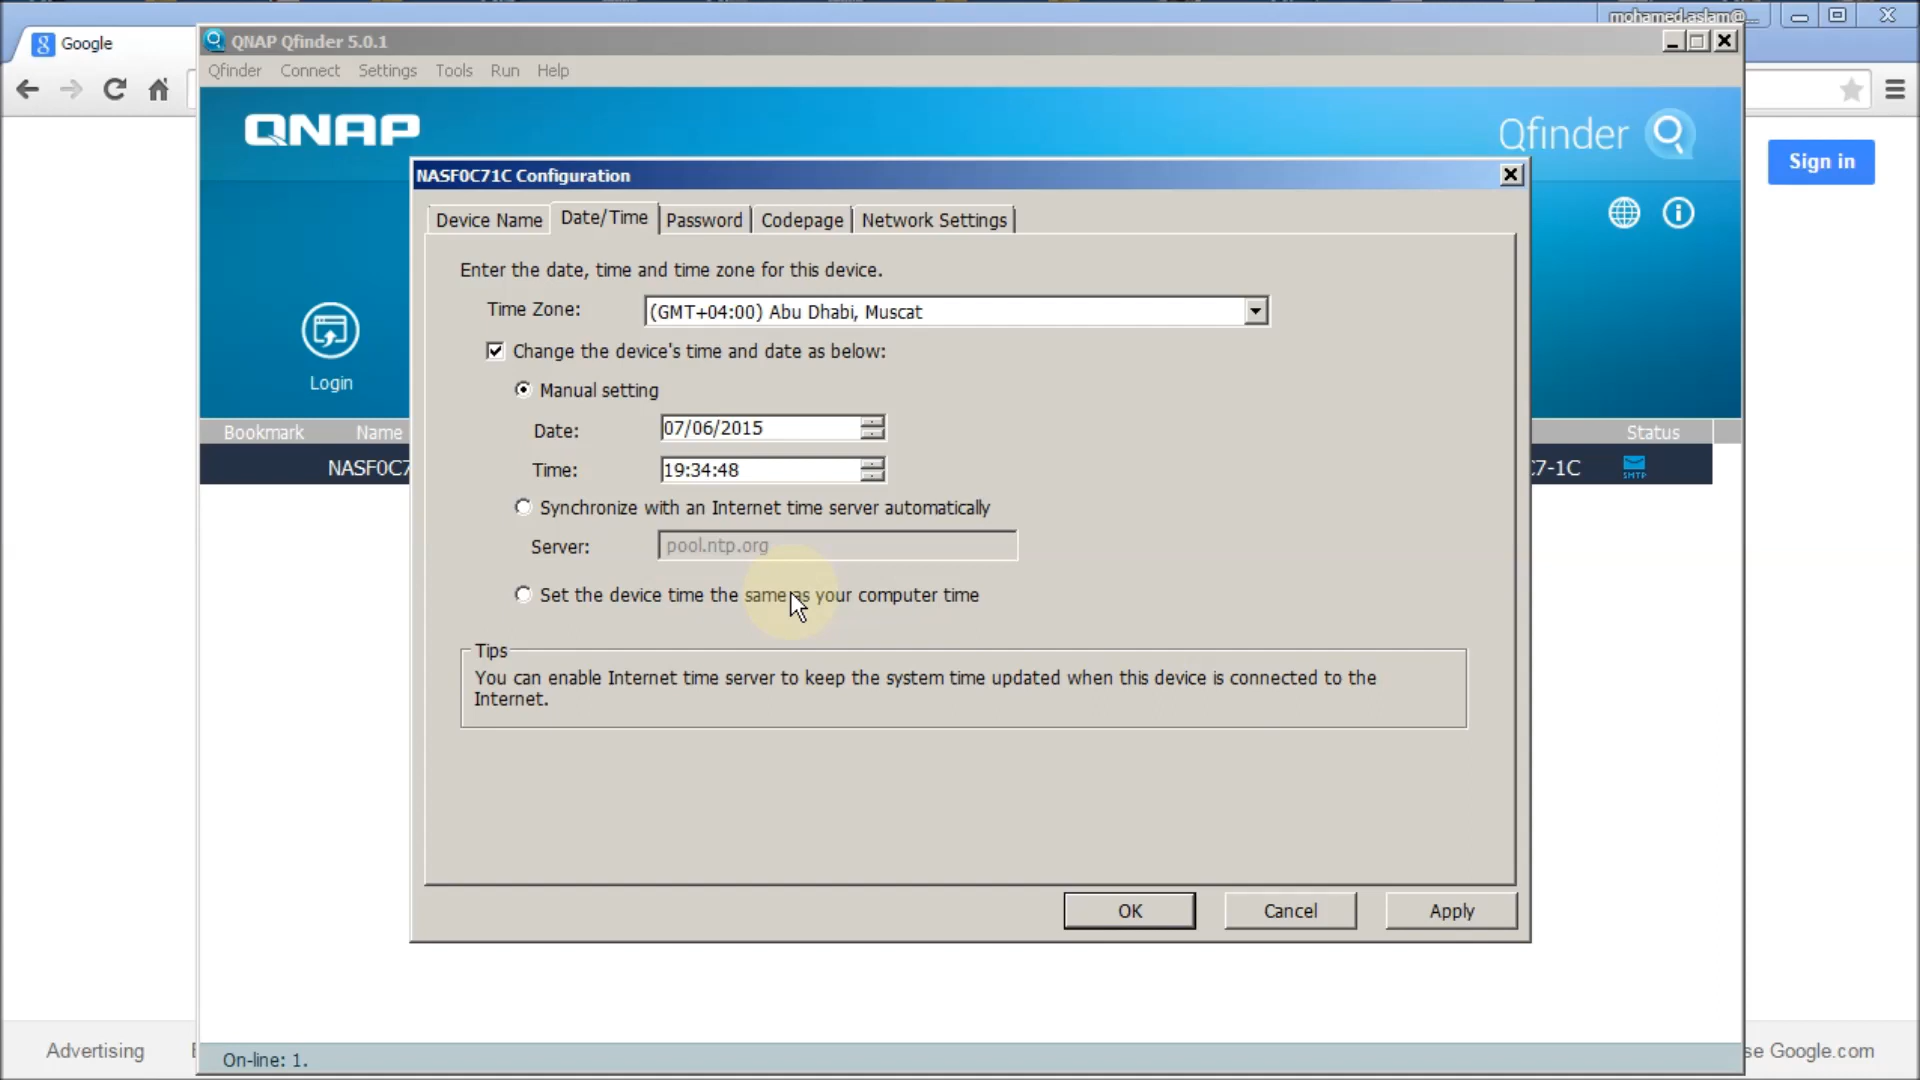 mohamed.aslam@...
Google
QNAP Qfinder 5.0.1
Qfinder Connect Settings Tools Run Help
QNAP
Qfinder
Sign in
NASF0C71C Configuration
Device Name Date/Time Password Codepage Network Settings
Enter the date, time and time zone for this device.
Time Zone: (GMT+04:00) Abu Dhabi, Muscat
Change the device's time and date as below:
Login
Manual setting
Date: 07/06/2015
Bookmark Name Status
Time: 19:34:48
NASF0C7 C7-1C SMTP
Synchronize with an Internet time server automatically
Server: pool.ntp.org
Set the device time the same as your computer time
Tips
You can enable Internet time server to keep the system time updated when this device is connected to the
Internet.
OK Cancel Apply
Advertising se Google.com
On-line: 1.